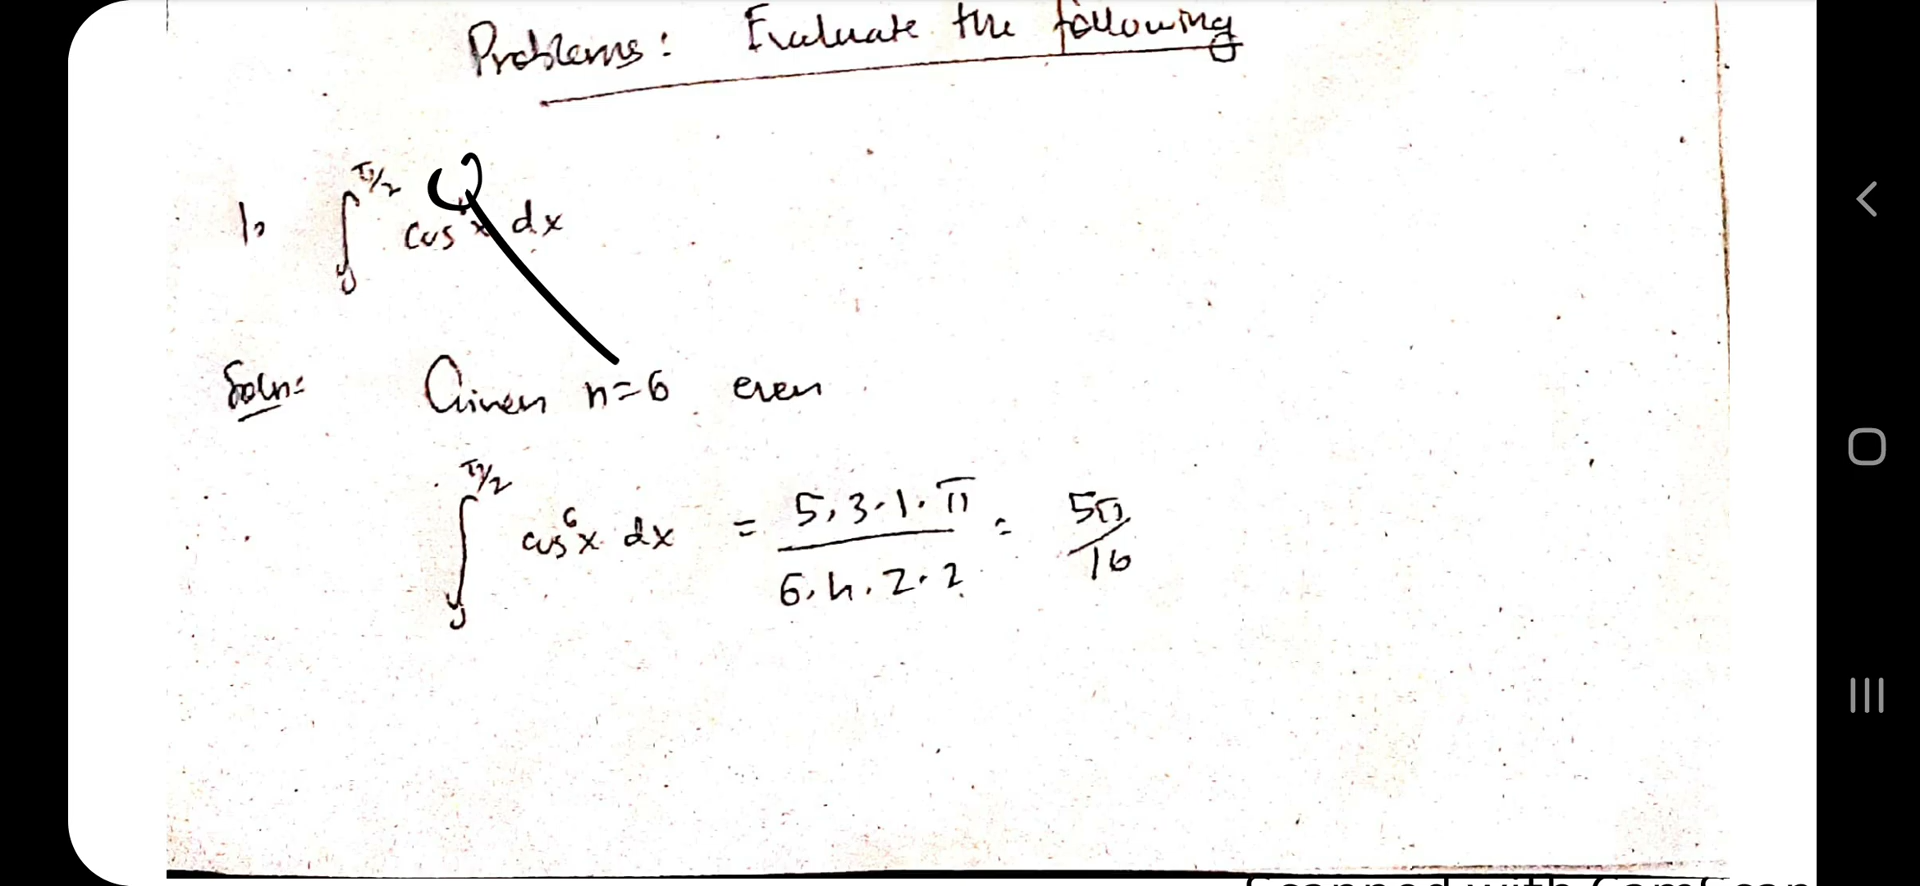 Problems: Evaluate the following
1. ∫₀^π/2 cos x dx
Soln: Given n=6 even
∫₀^π/2 cos⁶x dx = 5.3.1.π / 6.4.2.2 = 5π/16